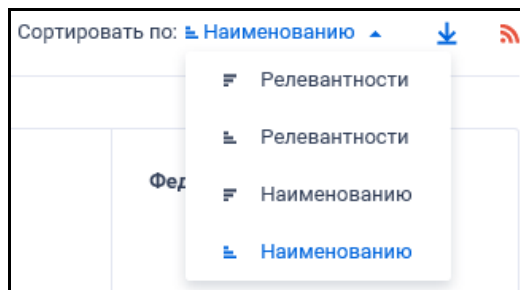 Сортировать по: Наименованию
Релевантности
Релевантности
Фед
Наименованию
Наименованию